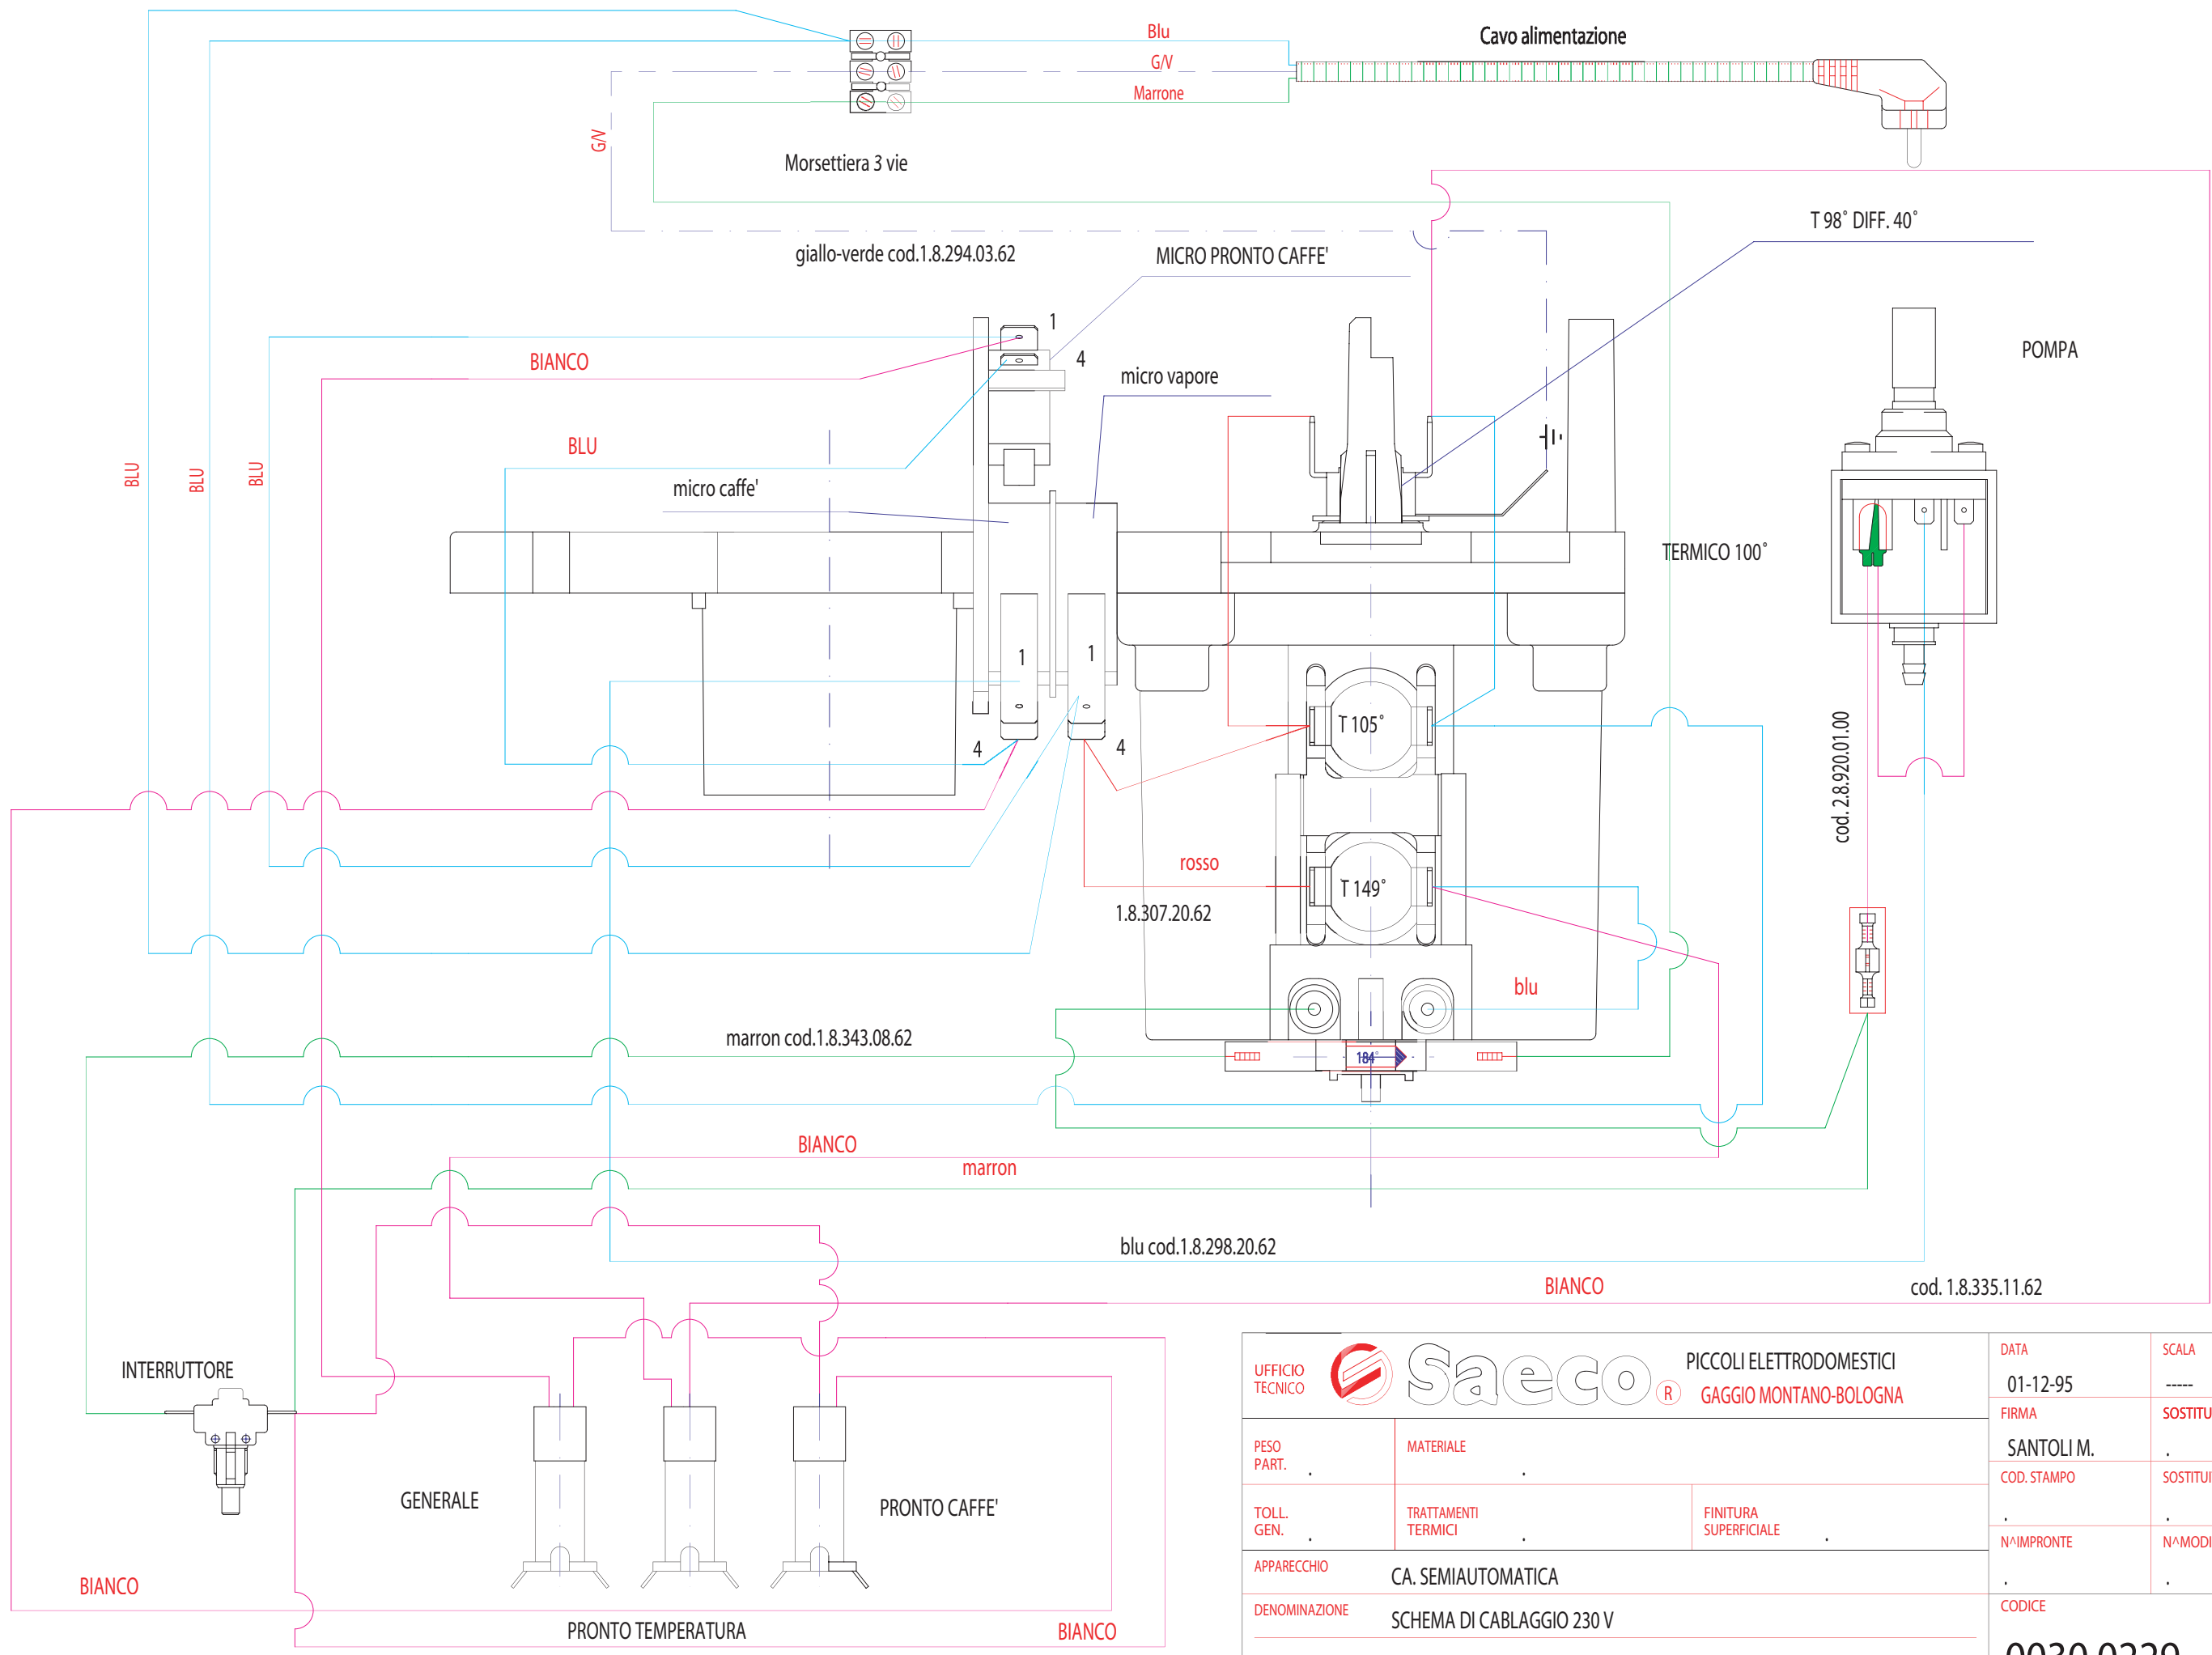 Blu
Cavo alimentazione
G/V
Marrone
G/V
Morsettiera 3 vie
T 98° DIFF. 40°
giallo-verde cod.1.8.294.03.62
MICRO PRONTO CAFFE'
1
POMPA
BIANCO
4
micro vapore
BLU
BLU
BLU
BLU
micro caffe'
TERMICO 100°
1
1
T 105°
4
4
cod. 2.8.920.01.00
rosso
T 149°
1.8.307.20.62
blu
marron cod.1.8.343.08.62
184°
BIANCO
marron
blu cod.1.8.298.20.62
BIANCO
cod. 1.8.335.11.62
INTERRUTTORE
GENERALE
PRONTO CAFFE'
BIANCO
PRONTO TEMPERATURA
BIANCO
UFFICIO
TECNICO
Saeco
R
PICCOLI ELETTRODOMESTICI
GAGGIO MONTANO-BOLOGNA
DATA
SCALA
01-12-95
-----
FIRMA
SOSTITU
SANTOLI M.
.
PESO
PART.
.
MATERIALE
.
COD. STAMPO
SOSTITUI
.
.
TOLL.
GEN.
.
TRATTAMENTI
TERMICI
.
FINITURA
SUPERFICIALE
.
N^IMPRONTE
N^MODI
.
.
APPARECCHIO
CA. SEMIAUTOMATICA
DENOMINAZIONE
SCHEMA DI CABLAGGIO 230 V
CODICE